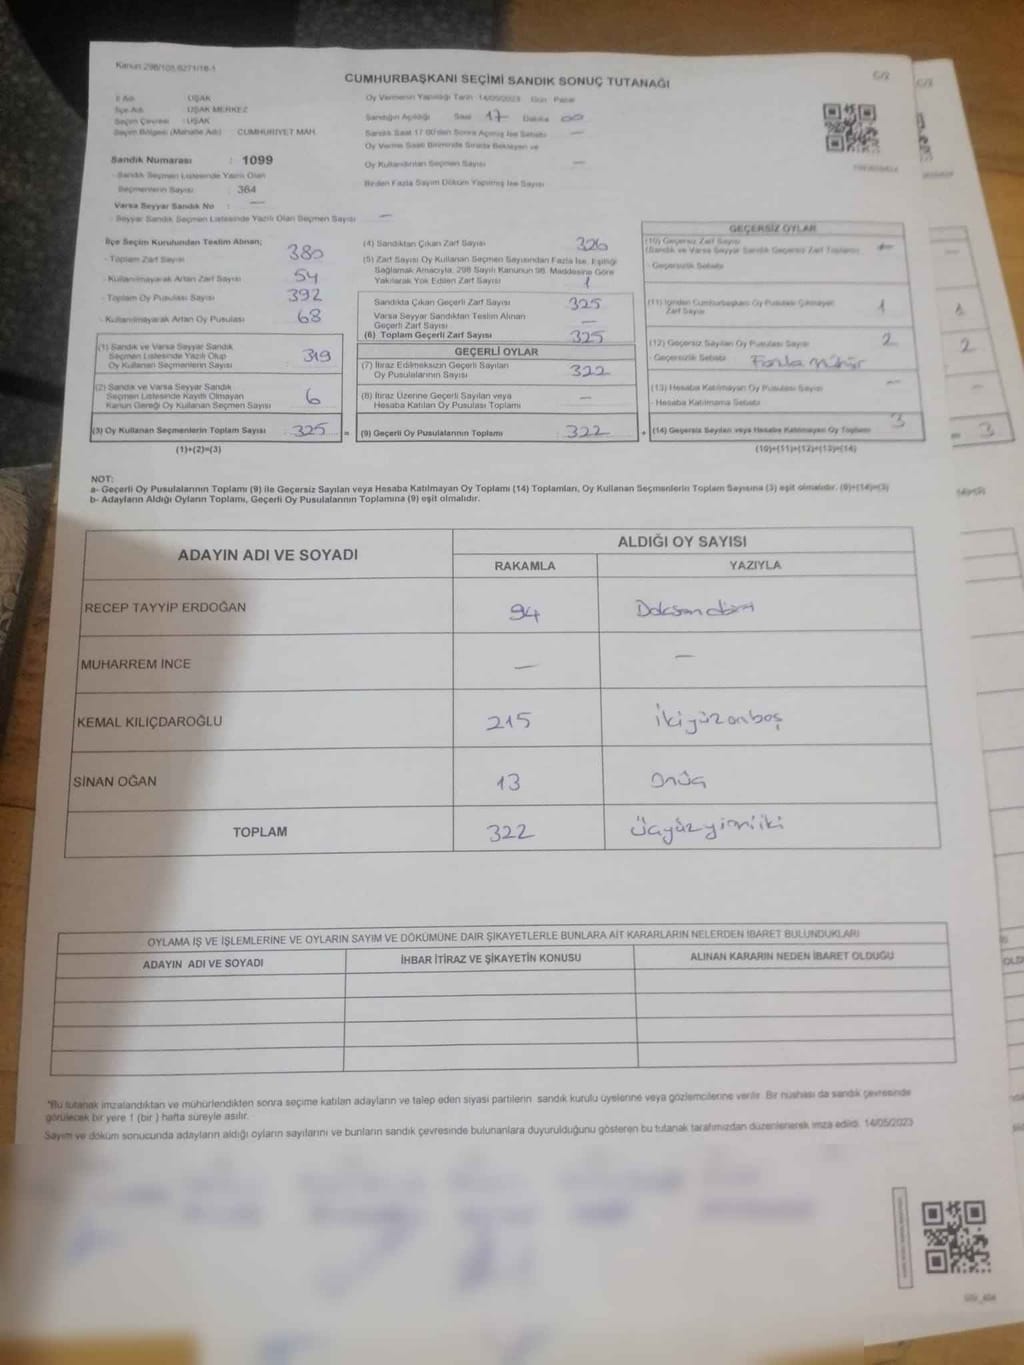 Kanun 298/105,6271/18-1
CUMHURBAŞKANI SEÇİMİ SANDIK SONUÇ TUTANAĞI
İl Adı UŞAK
İlçe Adı UŞAK MERKEZ
Seçim Çevresi : UŞAK
Seçim Bölgesi (Mahalle Adı) CUMHURİYET MAH.
Oy Vermenin Yapıldığı Tarih 14/05/2023 Gün Pazar
Sandığın Açıldığı Saat 17 Dakika 00
Sandık Saat 17 00'den Sonra Açılmış İse Sebebi —
Oy Verme Saati Bitiminde Sırada Bekleyen ve
Oy Kullandırılan Seçmen Sayısı —
Birden Fazla Sayım Döküm Yapılmış İse Sayısı
Sandık Numarası : 1099
Sandık Seçmen Listesinde Yazılı Olan
Seçmenlerin Sayısı : 364
Varsa Seyyar Sandık No : —
Seyyar Sandık Seçmen Listesinde Yazılı Olan Seçmen Sayısı —
İlçe Seçim Kurulundan Teslim Alınan;
- Toplam Zarf Sayısı 380
- Kullanılmayarak Artan Zarf Sayısı 54
- Toplam Oy Pusulası Sayısı 392
- Kullanılmayarak Artan Oy Pusulası 68
(1) Sandık ve Varsa Seyyar Sandık
Seçmen Listesinde Yazılı Olup
Oy Kullanan Seçmenlerin Sayısı 319
(2) Sandık ve Varsa Seyyar Sandık
Seçmen Listesinde Kayıtlı Olmayan
Kanun Gereği Oy Kullanan Seçmen Sayısı 6
(3) Oy Kullanan Seçmenlerin Toplam Sayısı 325 =
(1)+(2)=(3)
(4) Sandıktan Çıkan Zarf Sayısı 326
(5) Zarf Sayısı Oy Kullanan Seçmen Sayısından Fazla İse, Eşitliği
Sağlamak Amacıyla, 298 Sayılı Kanunun 98. Maddesine Göre
Yakılarak Yok Edilen Zarf Sayısı 1
Sandıkta Çıkan Geçerli Zarf Sayısı 325
Varsa Seyyar Sandıktan Teslim Alınan
Geçerli Zarf Sayısı —
(6) Toplam Geçerli Zarf Sayısı 325
GEÇERLİ OYLAR
(7) İtiraz Edilmeksizin Geçerli Sayılan
Oy Pusulalarının Sayısı 322
(8) İtiraz Üzerine Geçerli Sayılan veya
Hesaba Katılan Oy Pusulası Toplamı —
(9) Geçerli Oy Pusulalarının Toplamı 322 +
GEÇERSİZ OYLAR
(10) Geçersiz Zarf Sayısı
(Sandık ve Varsa Seyyar Sandık Geçersiz Zarf Toplamı) —
- Geçersizlik Sebebi
(11) İçinden Cumhurbaşkanı Oy Pusulası Çıkmayan
Zarf Sayısı 1
(12) Geçersiz Sayılan Oy Pusulası Sayısı 2
- Geçersizlik Sebebi Fazla mühür
(13) Hesaba Katılmayan Oy Pusulası Sayısı —
- Hesaba Katılmama Sebebi
(14) Geçersiz Sayılan veya Hesaba Katılmayan Oy Toplamı 3
(10)+(11)+(12)+(13)=(14)
NOT:
a- Geçerli Oy Pusulalarının Toplamı (9) ile Geçersiz Sayılan veya Hesaba Katılmayan Oy Toplamı (14) Toplamları, Oy Kullanan Seçmenlerin Toplam Sayısına (3) eşit olmalıdır. (9)+(14)=(3)
b- Adayların Aldığı Oyların Toplamı, Geçerli Oy Pusulalarının Toplamına (9) eşit olmalıdır.
ADAYIN ADI VE SOYADI
ALDIĞI OY SAYISI
RAKAMLA YAZIYLA
RECEP TAYYİP ERDOĞAN 94 Doksandört
MUHARREM İNCE — —
KEMAL KILIÇDAROĞLU 215 İkiyüzonbeş
SİNAN OĞAN 13 Onüç
TOPLAM 322 Üçyüzyirmiiki
OYLAMA İŞ VE İŞLEMLERİNE VE OYLARIN SAYIM VE DÖKÜMÜNE DAİR ŞİKAYETLERLE BUNLARA AİT KARARLARIN NELERDEN İBARET BULUNDUKLARI
ADAYIN ADI VE SOYADI İHBAR İTİRAZ VE ŞİKAYETİN KONUSU ALINAN KARARIN NEDEN İBARET OLDUĞU
*Bu tutanak imzalandıktan ve mühürlendikten sonra seçime katılan adayların ve talep eden siyasi partilerin sandık kurulu üyelerine veya gözlemcilerine verilir. Bir nüshası da sandık çevresinde
görülecek bir yere 1 (bir ) hafta süreyle asılır.
Sayım ve döküm sonucunda adayların aldığı oyların sayılarını ve bunların sandık çevresinde bulunanlara duyurulduğunu gösteren bu tutanak tarafımızdan düzenlenerek imza edildi. 14/05/2023